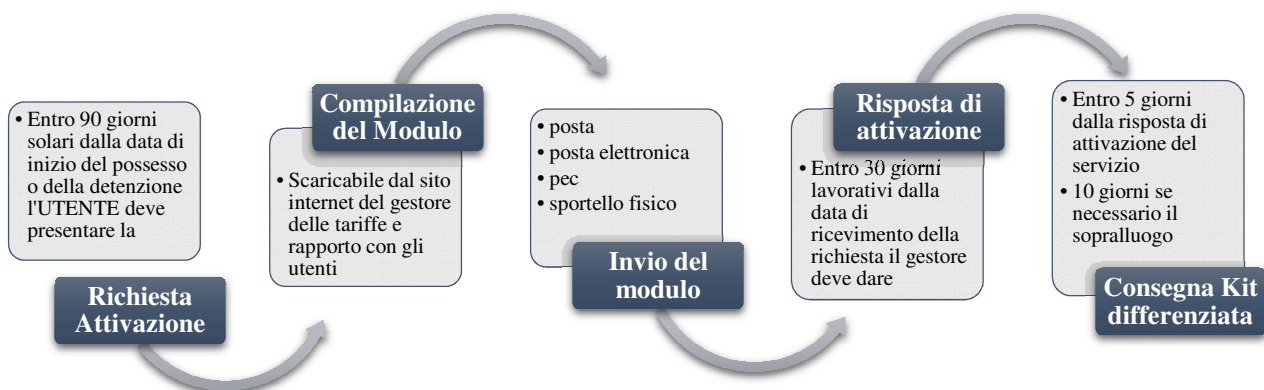 • Entro 90 giorni
solari dalla data di
inizio del possesso
o della detenzione
l'UTENTE deve
presentare la
Richiesta
Attivazione
Compilazione
del Modulo
• Scaricabile dal sito
internet del gestore
delle tariffe e
rapporto con gli
utenti
• posta
• posta elettronica
• pec
• sportello fisico
Invio del
modulo
Risposta di
attivazione
• Entro 30 giorni
lavorativi dalla
data di
ricevimento della
richiesta il gestore
deve dare
• Entro 5 giorni
dalla risposta di
attivazione del
servizio
• 10 giorni se
necessario il
sopralluogo
Consegna Kit
differenziata